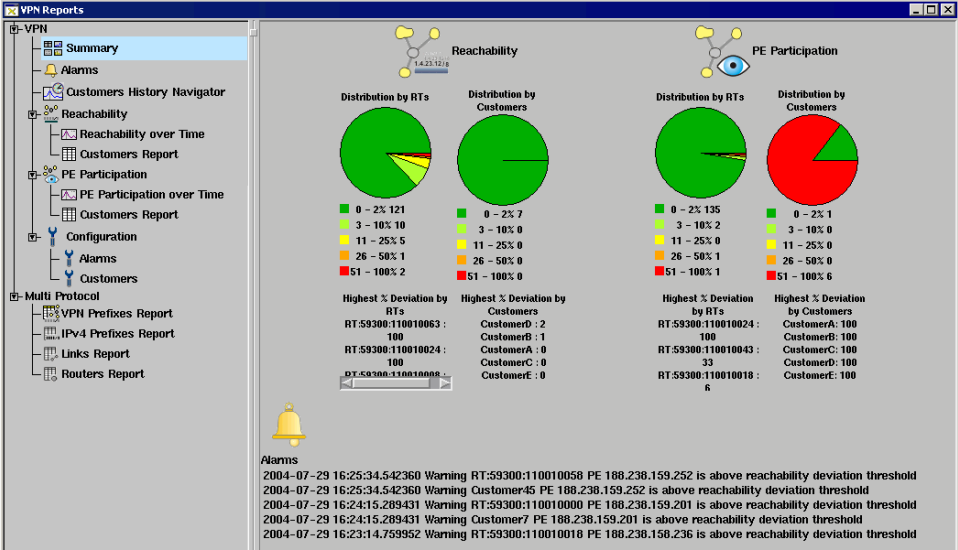 VPN Reports
VPN
Summary
Alarms
Customers History Navigator
Reachability
Reachability over Time
Customers Report
PE Participation
PE Participation over Time
Customers Report
Configuration
Alarms
Customers
Multi Protocol
VPN Prefixes Report
IPv4 Prefixes Report
Links Report
Routers Report
1.4.23.12/8
Reachability
Distribution by RTs
0 - 2% 121
3 - 10% 10
11 - 25% 5
26 - 50% 1
51 - 100% 2
Distribution by
Customers
0 - 2% 7
3 - 10% 0
11 - 25% 0
26 - 50% 0
51 - 100% 0
Highest % Deviation by
RTs
RT:59300:110010063 :
100
RT:59300:110010024 :
100
RT:59300:110010008 :
Highest % Deviation by
Customers
CustomerD : 2
CustomerB : 1
CustomerA : 0
CustomerC : 0
CustomerE : 0
PE Participation
Distribution by RTs
0 - 2% 135
3 - 10% 2
11 - 25% 0
26 - 50% 1
51 - 100% 1
Distribution by
Customers
0 - 2% 1
3 - 10% 0
11 - 25% 0
26 - 50% 0
51 - 100% 6
Highest % Deviation
by RTs
RT:59300:110010024 :
100
RT:59300:110010043 :
33
RT:59300:110010018 :
6
Highest % Deviation
by Customers
CustomerA: 100
CustomerB: 100
CustomerC: 100
CustomerD: 100
CustomerE: 100
Alarms
2004-07-29 16:25:34.542360 Warning RT:59300:110010058 PE 188.238.159.252 is above reachability deviation threshold
2004-07-29 16:25:34.542360 Warning Customer45 PE 188.238.159.252 is above reachability deviation threshold
2004-07-29 16:24:15.289431 Warning RT:59300:110010000 PE 188.238.159.201 is above reachability deviation threshold
2004-07-29 16:24:15.289431 Warning Customer7 PE 188.238.159.201 is above reachability deviation threshold
2004-07-29 16:23:14.759952 Warning RT:59300:110010018 PE 188.238.158.236 is above reachability deviation threshold